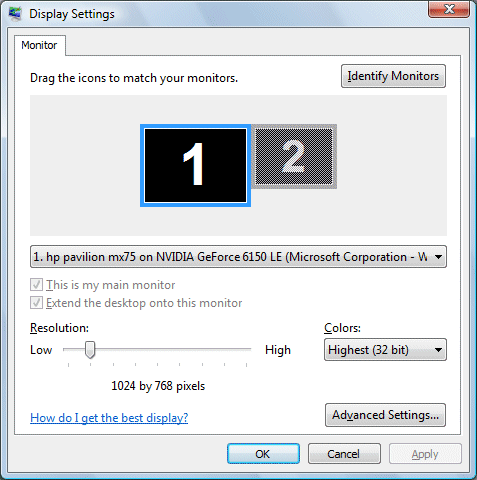 Display Settings
Monitor
Drag the icons to match your monitors.
Identify Monitors
1
2
1. hp pavilion mx75 on NVIDIA GeForce 6150 LE (Microsoft Corporation - W
This is my main monitor
Extend the desktop onto this monitor
Resolution:
Colors:
Low
High
Highest (32 bit)
1024 by 768 pixels
How do I get the best display?
Advanced Settings...
OK
Cancel
Apply